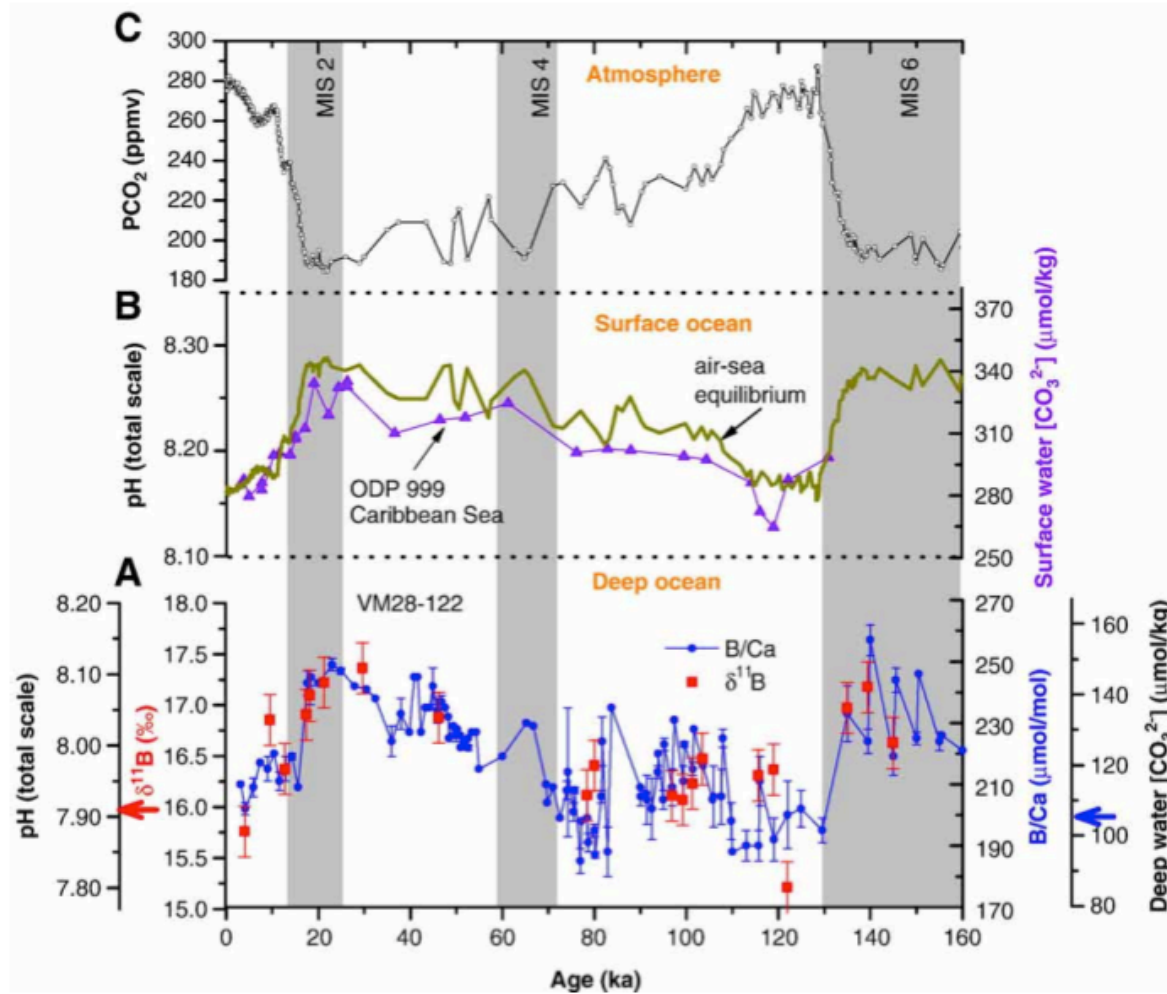 C
300
280
260
240
220
200
180
PCO2 (ppmv)
MIS 2
MIS 4
Atmosphere
MIS 6
B
8.30
8.20
8.10
pH (total scale)
Surface ocean
air-sea
equilibrium
ODP 999
Caribbean Sea
370
340
310
280
250
Surface water [CO3 2-] (μmol/kg)
A
Deep ocean
VM28-122
B/Ca
δ11B
8.20
8.10
8.00
7.90
7.80
pH (total scale)
18.0
17.5
17.0
16.5
16.0
15.5
15.0
δ11B (‰)
270
250
230
210
190
170
B/Ca (μmol/mol)
160
140
120
100
80
Deep water [CO3 2-] (μmol/kg)
0 20 40 60 80 100 120 140 160
Age (ka)